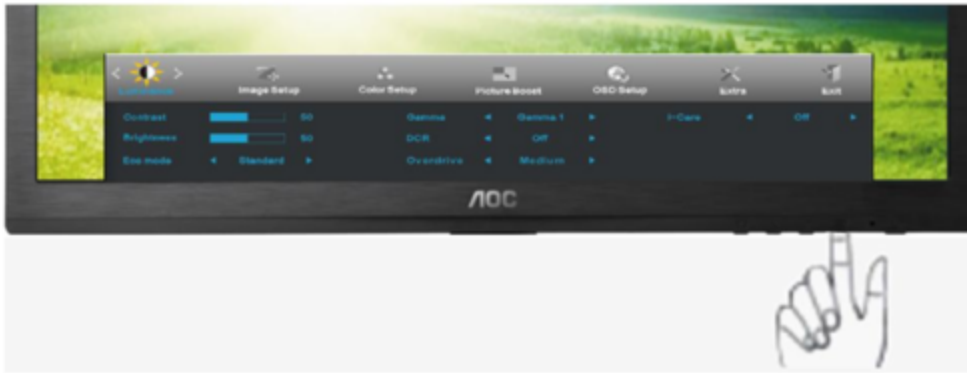 Luminance Image Setup Color Setup Picture Boost OSD Setup Extra Exit
Contrast 50 Gamma Gamma 1 i-Care Off
Brightness 50 DCR Off
Eco mode Standard Overdrive Medium
AOC